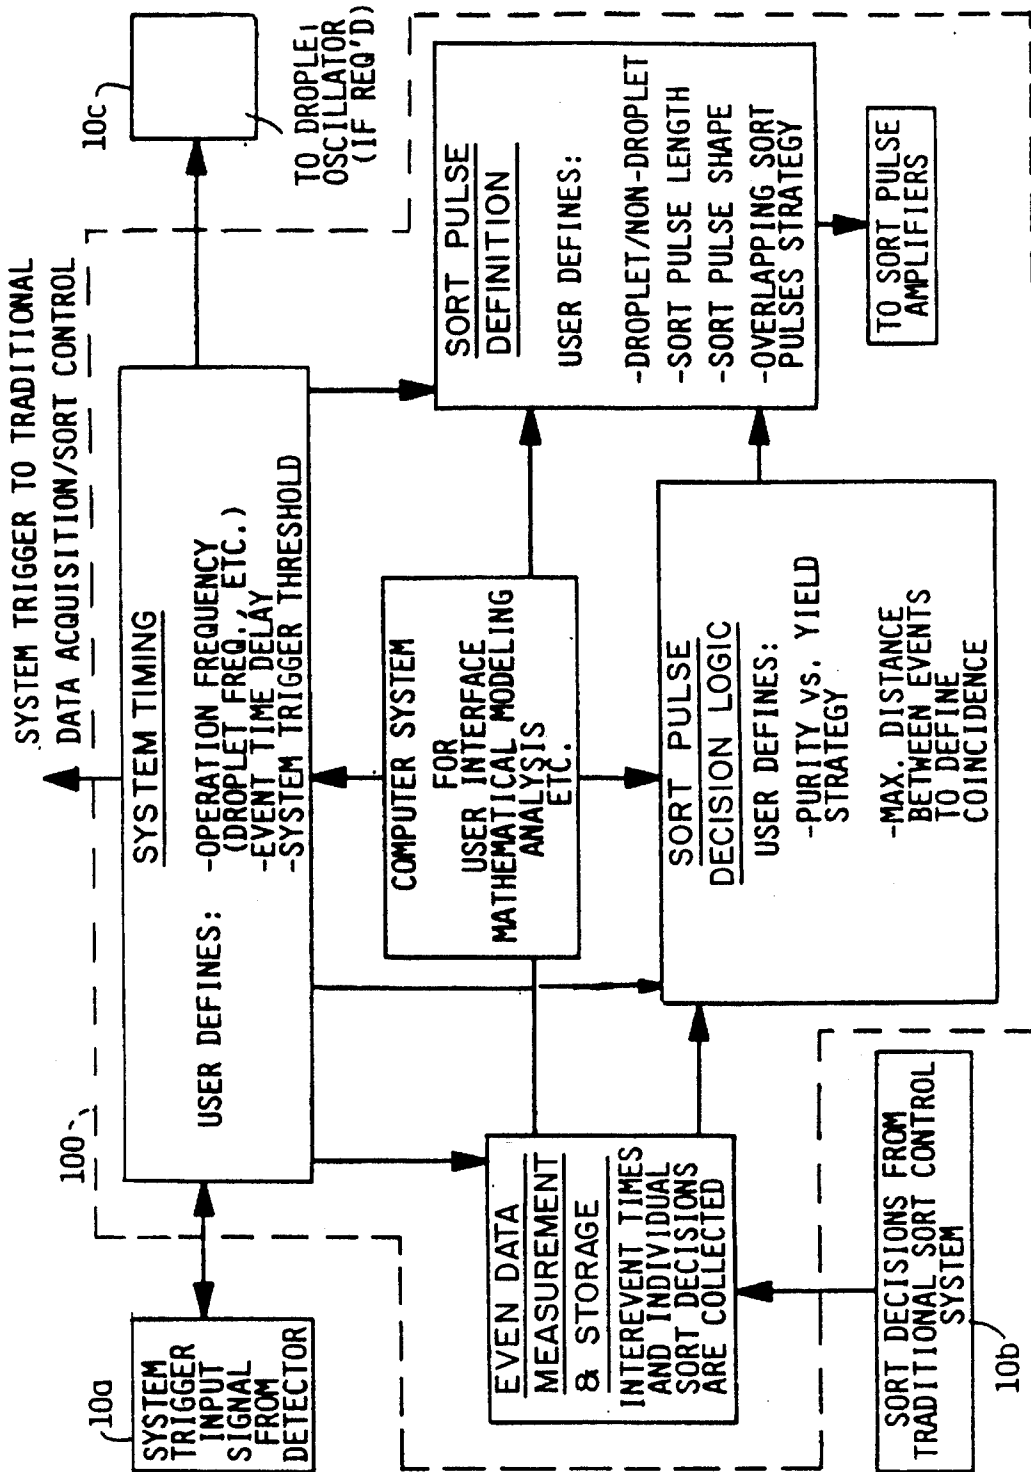 SYSTEM TRIGGER TO TRADITIONAL
DATA ACQUISITION/SORT CONTROL
100
10a
SYSTEM
TRIGGER
INPUT
SIGNAL
FROM
DETECTOR
SYSTEM TIMING
USER DEFINES:
-OPERATION FREQUENCY
(DROPLET FREQ., ETC.)
-EVENT TIME DELAY
-SYSTEM TRIGGER THRESHOLD
10c
TO DROPLET
OSCILLATOR
(IF REQ'D)
EVEN DATA
MEASUREMENT
& STORAGE
INTEREVENT TIMES
AND INDIVIDUAL
SORT DECISIONS
ARE COLLECTED
COMPUTER SYSTEM
FOR
USER INTERFACE
MATHEMATICAL MODELING
ANALYSIS
ETC.
SORT PULSE
DEFINITION
USER DEFINES:
-DROPLET/NON-DROPLET
-SORT PULSE LENGTH
-SORT PULSE SHAPE
-OVERLAPPING SORT
PULSES STRATEGY
SORT PULSE
DECISION LOGIC
USER DEFINES:
-PURITY vs. YIELD
STRATEGY
-MAX. DISTANCE
BETWEEN EVENTS
TO DEFINE
COINCIDENCE
TO SORT PULSE
AMPLIFIERS
SORT DECISIONS FROM
TRADITIONAL SORT CONTROL
SYSTEM
10b